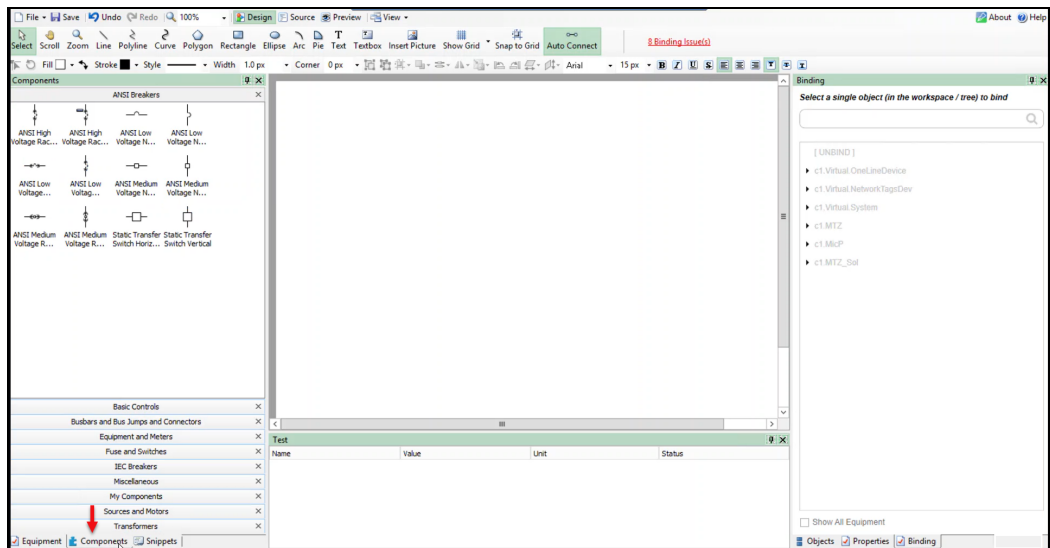 File Save Undo Redo 100% Design Source Preview View About Help
Select Scroll Zoom Line Polyline Curve Polygon Rectangle Ellipse Arc Pie Text Textbox Insert Picture Show Grid Snap to Grid Auto Connect 8 Binding Issue(s)
Fill Stroke Style Width 1.0 px Corner 0 px Arial 15 px B I U S T T T
Components
ANSI Breakers
ANSI High Voltage Rac... ANSI High Voltage Rac... ANSI Low Voltage N... ANSI Low Voltage N...
ANSI Low Voltage... ANSI Low Voltag... ANSI Medium Voltage N... ANSI Medium Voltage N...
ANSI Medium Voltage R... ANSI Medium Voltage R... Static Transfer Switch Horiz... Static Transfer Switch Vertical
Basic Controls
Busbars and Bus Jumps and Connectors
Equipment and Meters
Fuse and Switches
IEC Breakers
Miscellaneous
My Components
Sources and Motors
Transformers
Equipment Components Snippets
Test
Name Value Unit Status
Binding
Select a single object (in the workspace / tree) to bind
[ UNBIND ]
c1.Virtual.OneLineDevice
c1.Virtual.NetworkTagsDev
c1.Virtual.System
c1.MTZ
c1.MicP
c1.MTZ_Sol
Show All Equipment
Objects Properties Binding